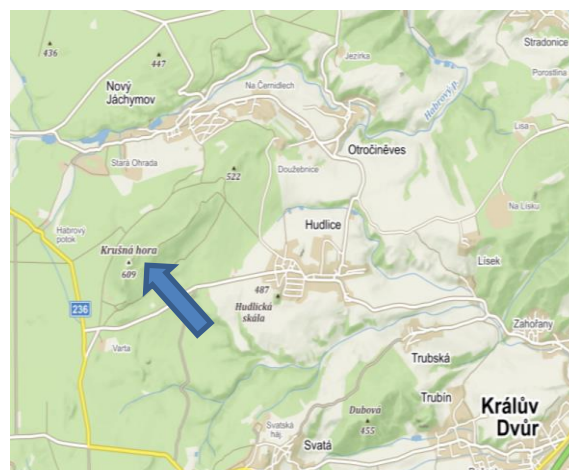 436
447
Stradonice
Jezírka
Porostlina
Nový
Jáchymov
Na Černidlech
Habrový p.
Lísa
Otročiněves
Stará Ohrada
522
Doužebnice
Na Lísku
Hudlice
Habrový
potok
Krušná hora
609
Lísek
487
Hudlická
skála
236
Zahořany
Varta
Trubská
Trubín
Králův
Dvůr
Dubová
455
Svatská
háj
Svatá